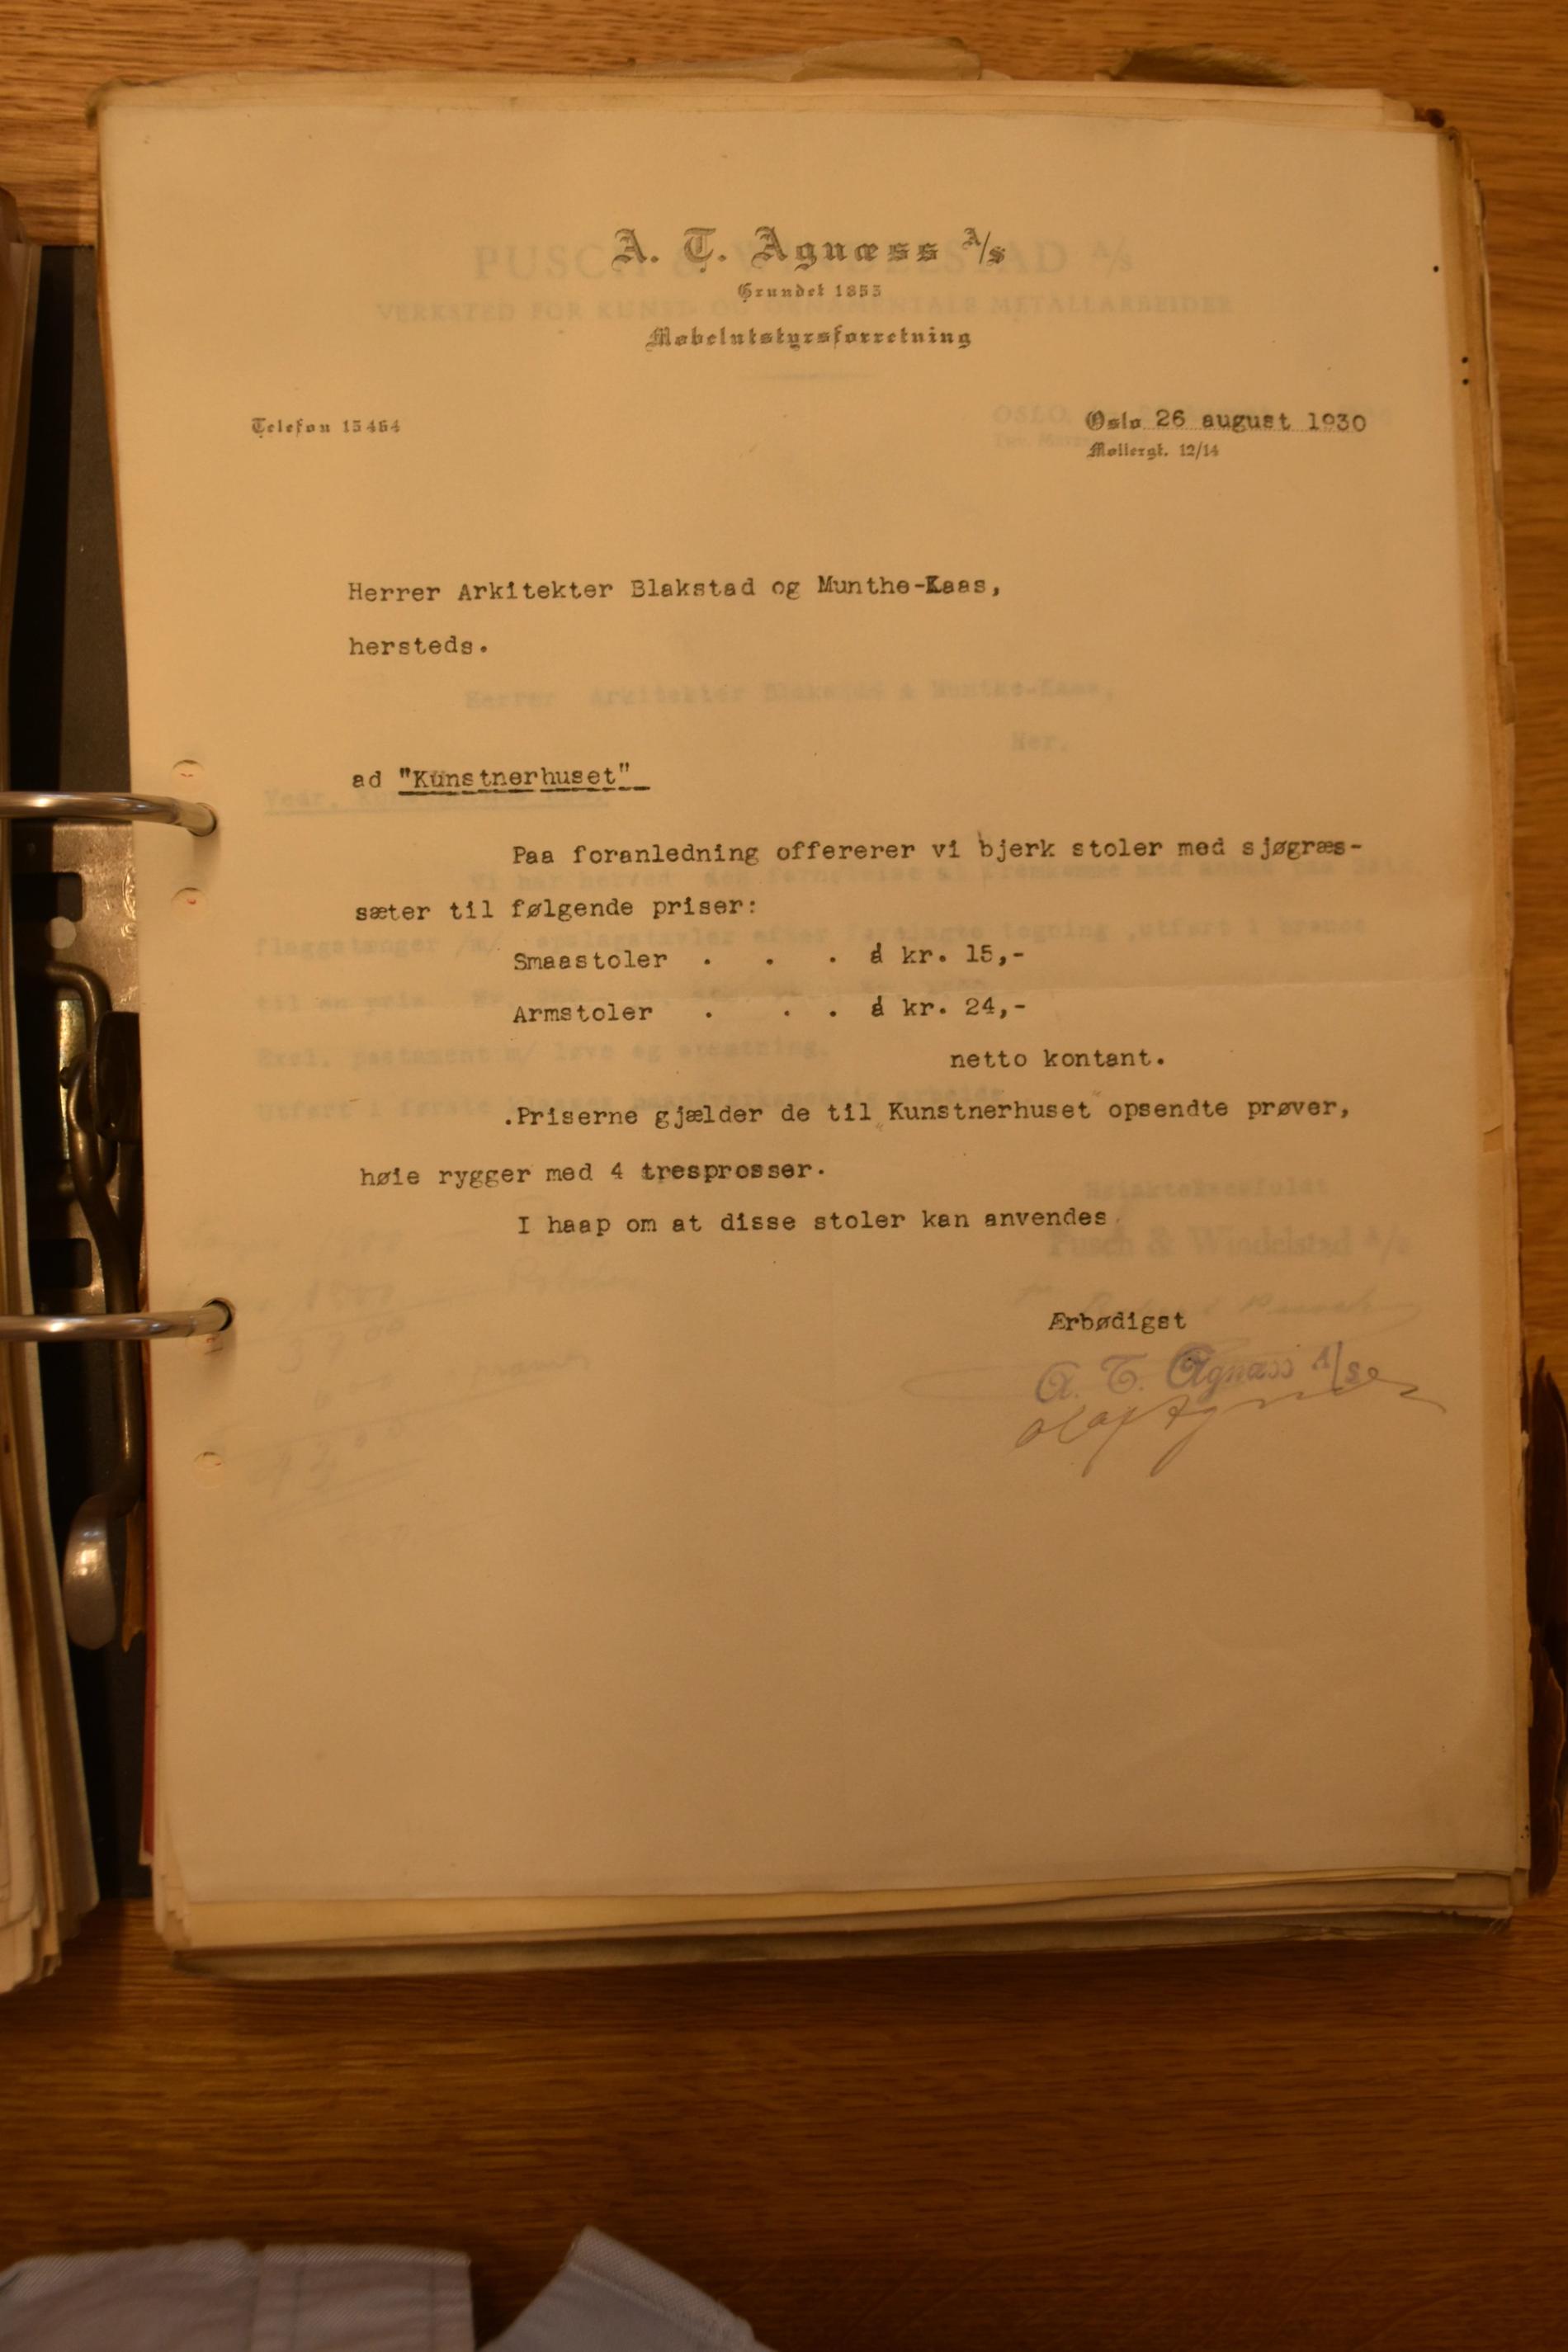 A. T. Agnæss A/s
Grundet 1853
Møbelutstyrsforretning
Telefon 15464
Oslo 26 august 1930
Møllergt. 12/14
Herrer Arkitekter Blakstad og Munthe-Kaas,
hersteds.
ad "Kunstnerhuset"
Paa foranledning offererer vi bjerk stoler med sjøgræs-
sæter til følgende priser:
Smaastoler . . . á kr. 15,-
Armstoler . . . á kr. 24,-
netto kontant.
.Priserne gjælder de til "Kunstnerhuset" opsendte prøver,
høie rygger med 4 tresprosser.
I haap om at disse stoler kan anvendes.
Ærbødigst
A. T. Agnæss A/s
Olaf Agnæss